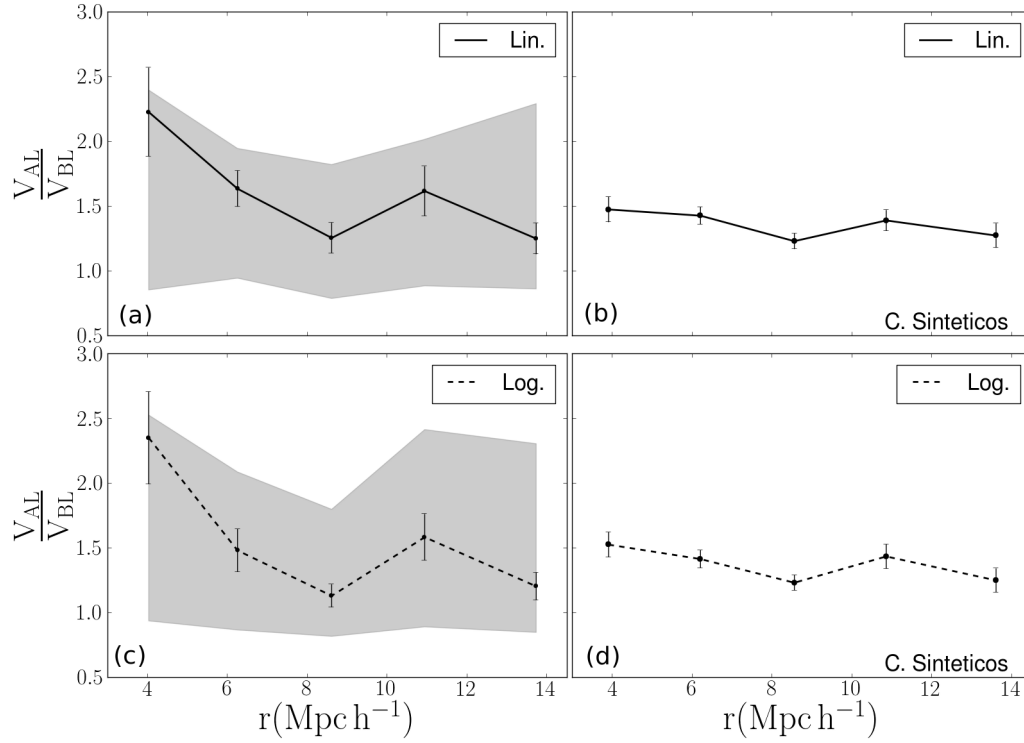 3.0
2.5
2.0
1.5
1.0
0.5
V_AL
V_BL
Lin.
(a)
Lin.
(b)
C. Sinteticos
3.0
2.5
2.0
1.5
1.0
0.5
V_AL
V_BL
Log.
(c)
4 6 8 10 12 14
r(Mpc h⁻¹)
Log.
(d)
C. Sinteticos
4 6 8 10 12 14
r(Mpc h⁻¹)